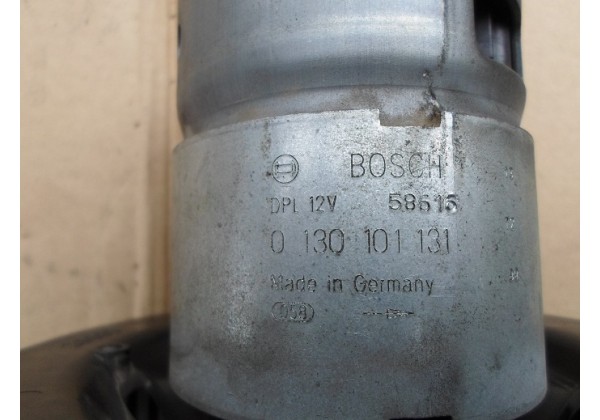 BOSCH
DPI 12V 58615
0 130 101 131
Made in Germany